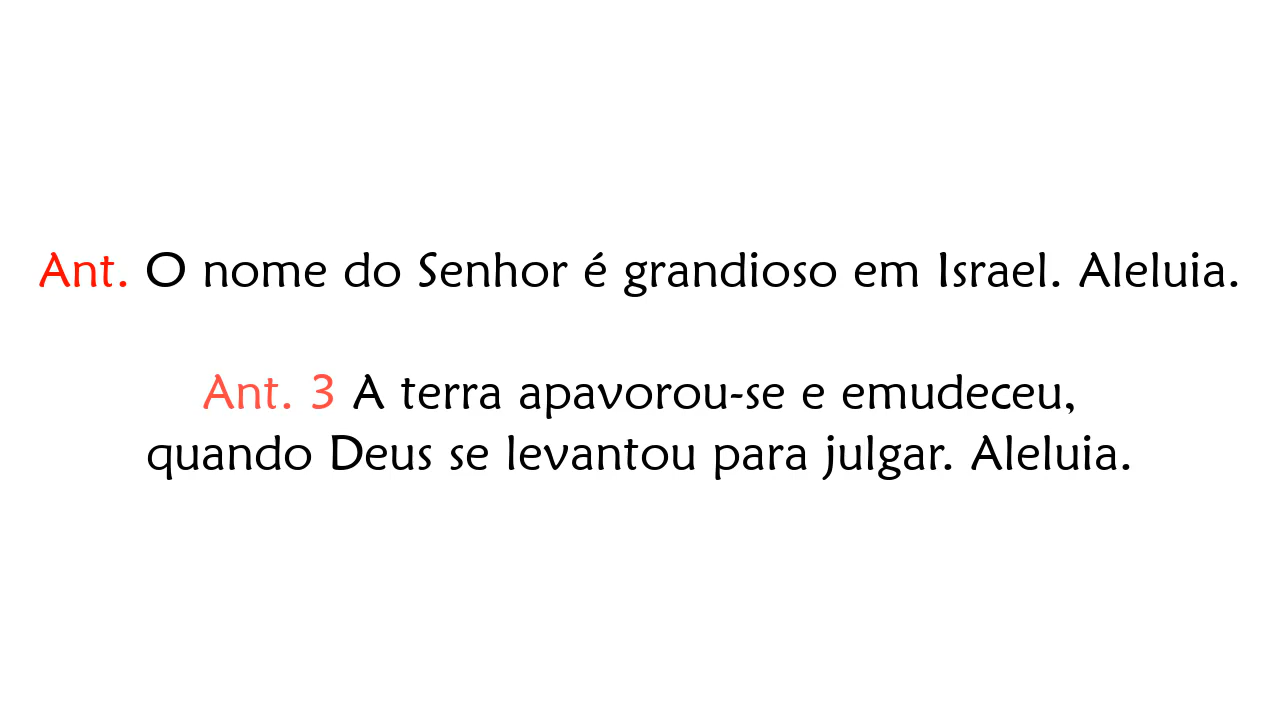 Ant. O nome do Senhor é grandioso em Israel. Aleluia.
Ant. 3 A terra apavorou-se e emudeceu,
quando Deus se levantou para julgar. Aleluia.